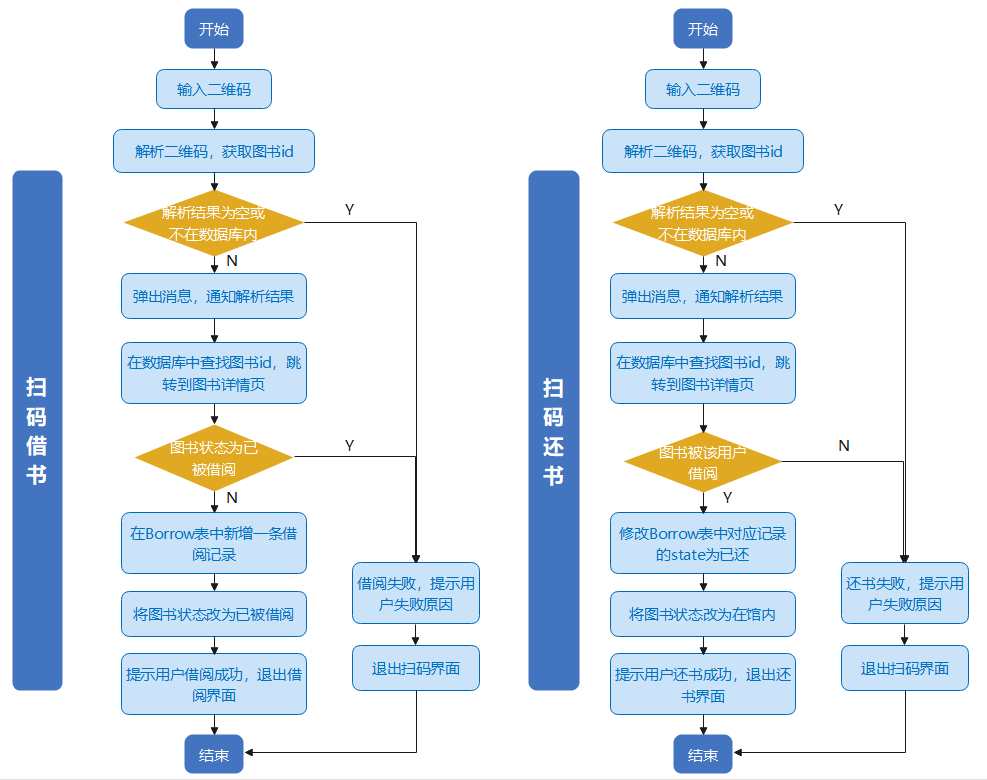 扫
码
借
书
开始
输入二维码
解析二维码，获取图书id
解析结果为空或
不在数据库内
Y
N
弹出消息，通知解析结果
在数据库中查找图书id，跳
转到图书详情页
图书状态为已
被借阅
Y
N
在Borrow表中新增一条借
阅记录
将图书状态改为已被借阅
提示用户借阅成功，退出借
阅界面
借阅失败，提示用
户失败原因
退出扫码界面
结束
扫
码
还
书
开始
输入二维码
解析二维码，获取图书id
解析结果为空或
不在数据库内
Y
N
弹出消息，通知解析结果
在数据库中查找图书id，跳
转到图书详情页
图书被该用户
借阅
N
Y
修改Borrow表中对应记录
的state为已还
将图书状态改为在馆内
提示用户还书成功，退出还
书界面
还书失败，提示用
户失败原因
退出扫码界面
结束